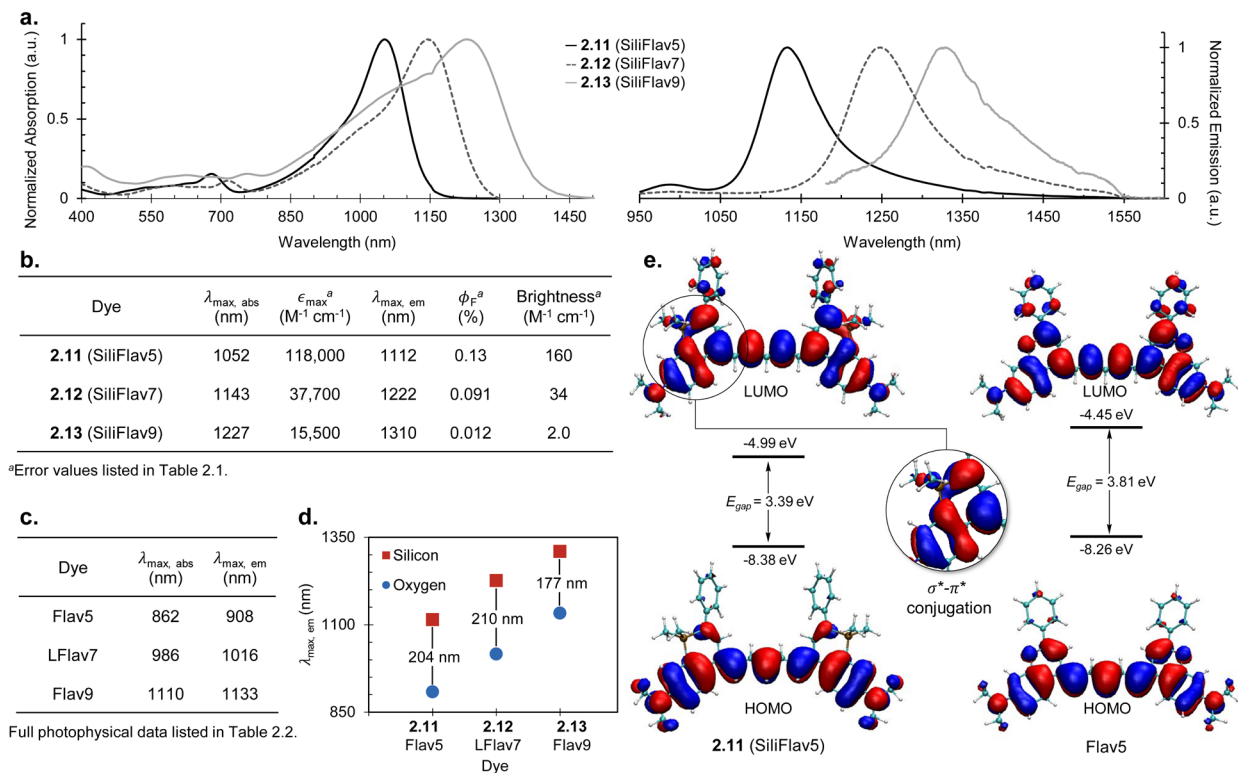 a.
Normalized Absorption (a.u.)
1
0.5
0
400 550 700 850 1000 1150 1300 1450
Wavelength (nm)
2.11 (SiliFlav5)
2.12 (SiliFlav7)
2.13 (SiliFlav9)
Normalized Emission (a.u.)
1
0.5
0
950 1050 1150 1250 1350 1450 1550
Wavelength (nm)
b.
Dye λmax, abs (nm) ϵmaxᵃ (M⁻¹ cm⁻¹) λmax, em (nm) ϕFᵃ (%) Brightnessᵃ (M⁻¹ cm⁻¹)
2.11 (SiliFlav5) 1052 118,000 1112 0.13 160
2.12 (SiliFlav7) 1143 37,700 1222 0.091 34
2.13 (SiliFlav9) 1227 15,500 1310 0.012 2.0
ᵃError values listed in Table 2.1.
c.
Dye λmax, abs (nm) λmax, em (nm)
Flav5 862 908
LFlav7 986 1016
Flav9 1110 1133
Full photophysical data listed in Table 2.2.
d.
λmax, em (nm)
1350
1100
850
Silicon
Oxygen
204 nm
210 nm
177 nm
2.11 2.12 2.13
Flav5 LFlav7 Flav9
Dye
e.
LUMO
-4.99 eV
Egap = 3.39 eV
-8.38 eV
HOMO
2.11 (SiliFlav5)
σ*-π*
conjugation
LUMO
-4.45 eV
Egap = 3.81 eV
-8.26 eV
HOMO
Flav5